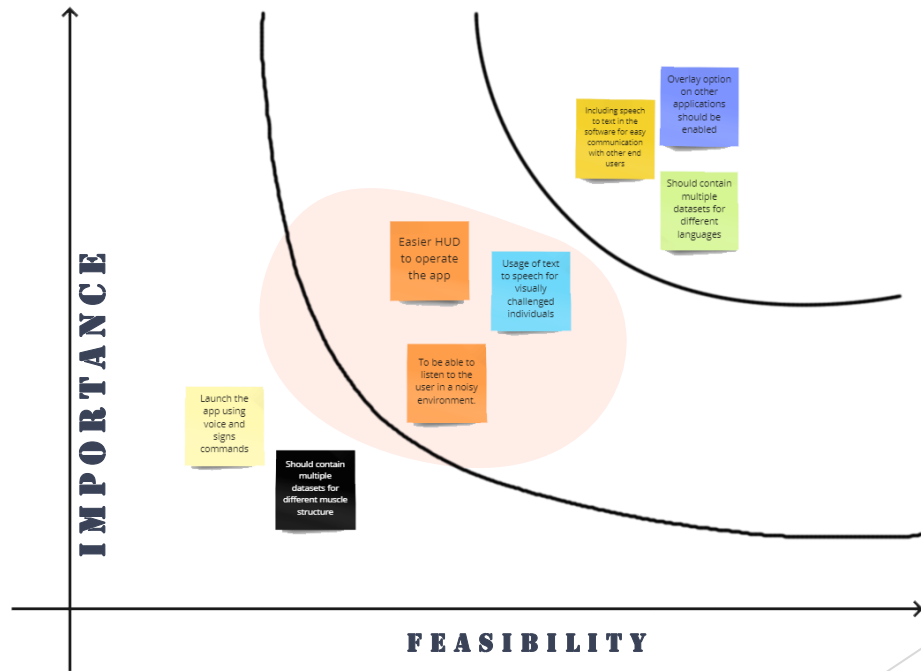 IMPORTANCE
Overlay option
on other
applications
should be
enabled
Including speech
to text in the
software for easy
communication
with other end
users
Should contain
multiple
datasets for
different
languages
Easier HUD
to operate
the app
Usage of text
to speech for
visually
challenged
individuals
To be able to
listen to the
user in a noisy
environment.
Launch the
app using
voice and
signs
commands
Should contain
multiple
datasets for
different muscle
structure
FEASIBILITY